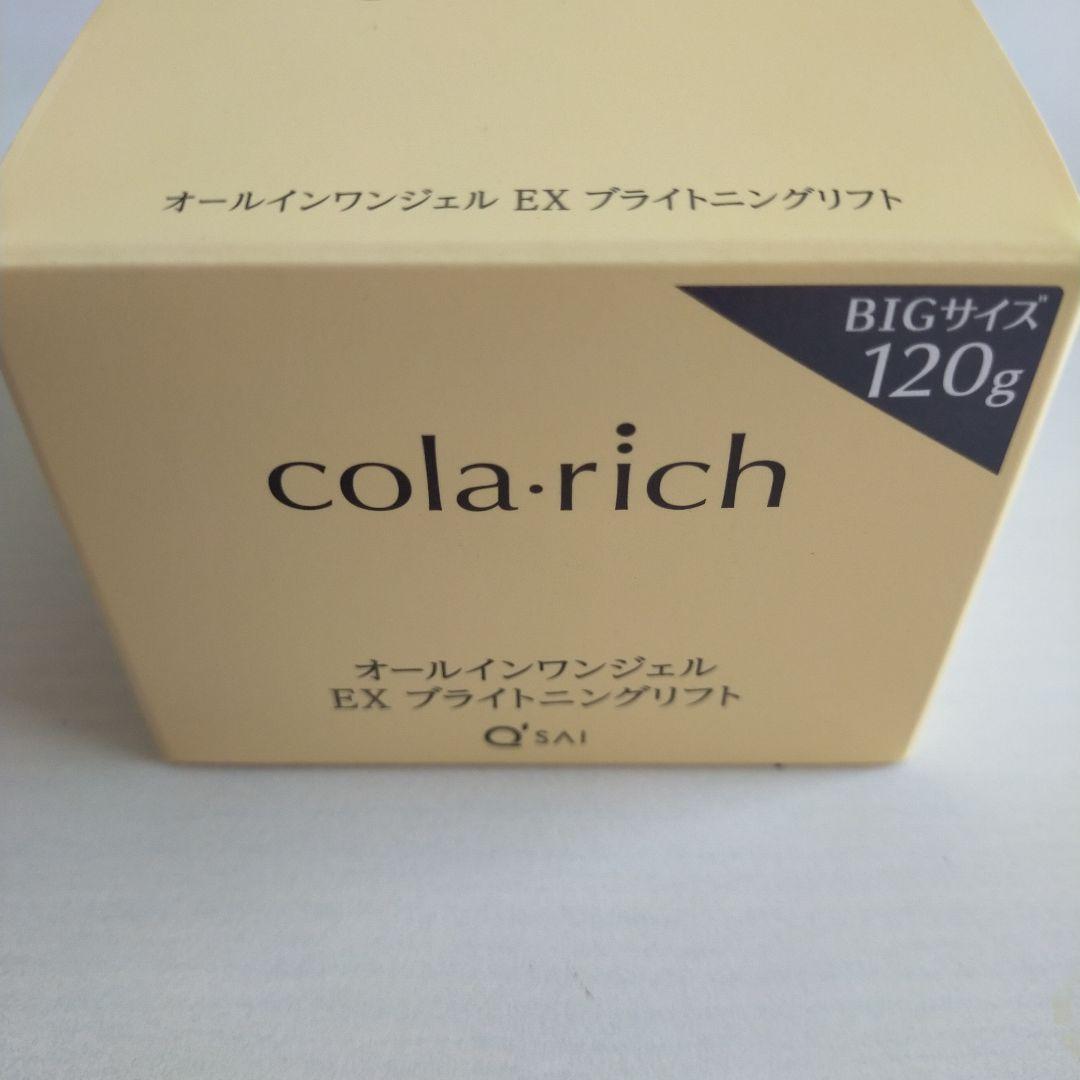 オールインワンジェル EX ブライトニングリフト
BIGサイズ
120g
cola·rich
オールインワンジェル
EX ブライトニングリフト
Q'SAI